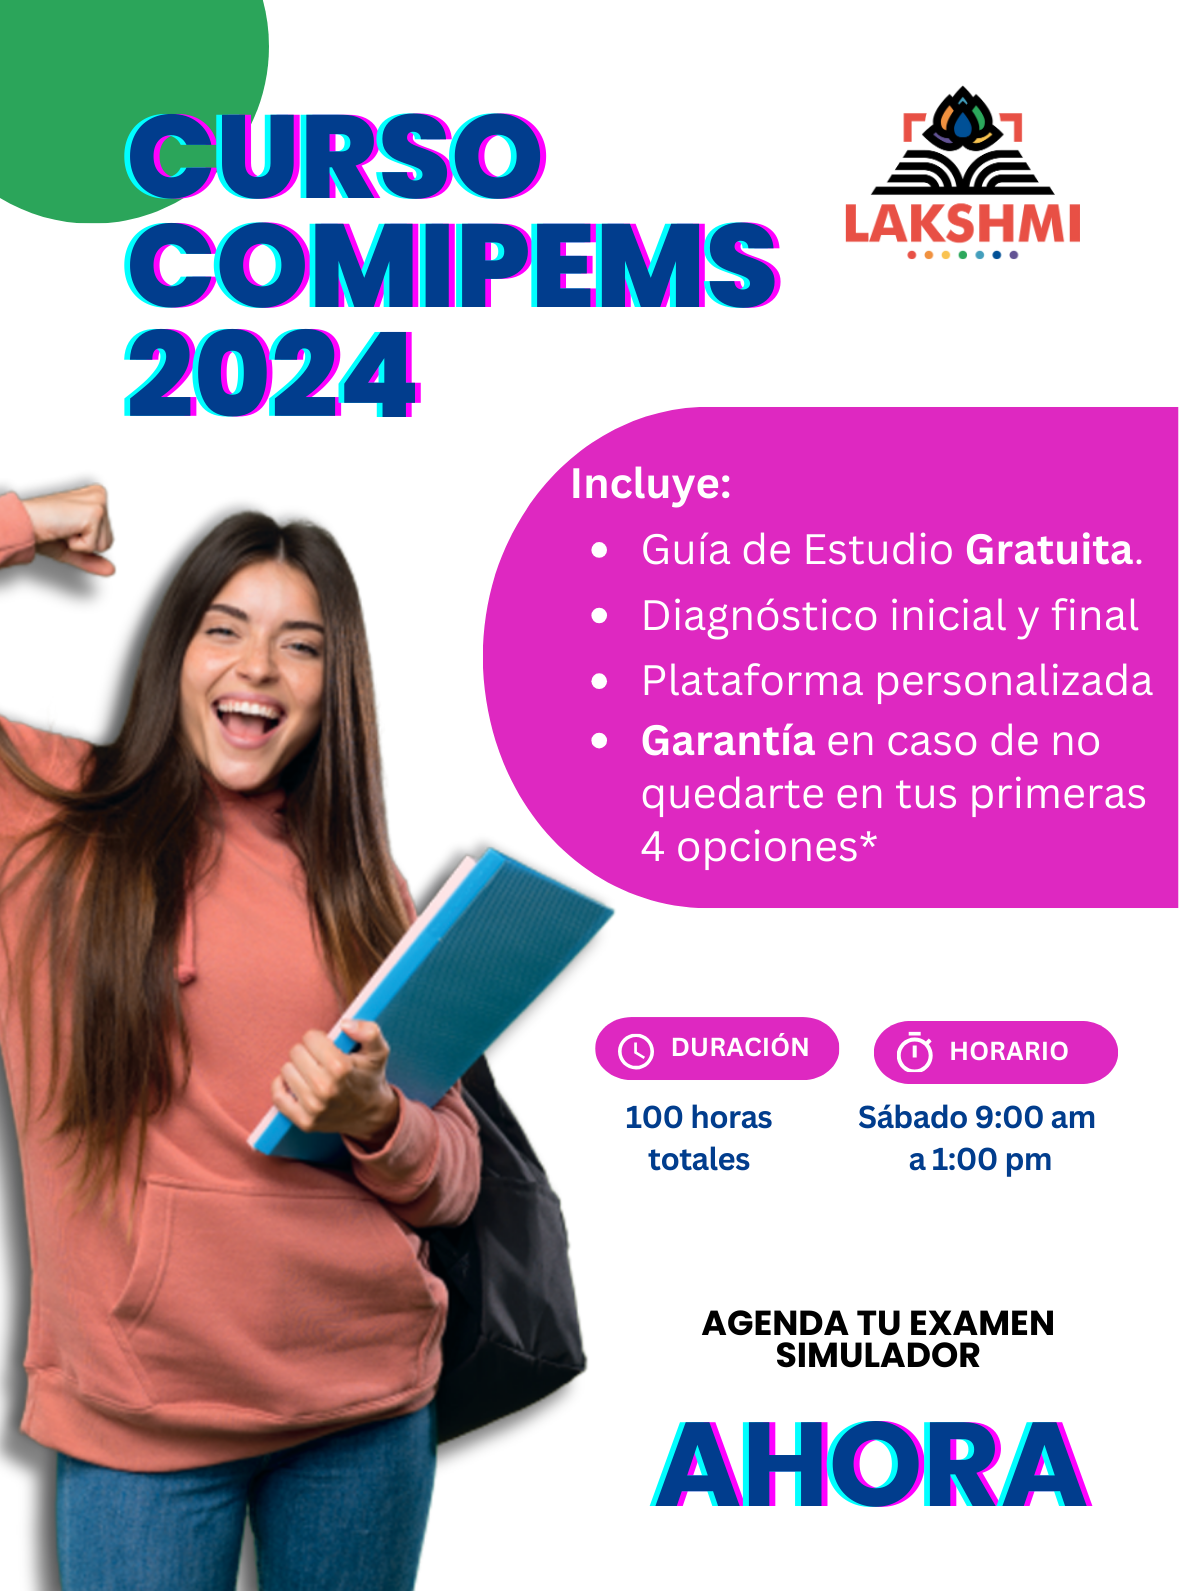 CURSO
COMIPEMS
2024
LAKSHMI
Incluye:
• Guía de Estudio Gratuita.
• Diagnóstico inicial y final
• Plataforma personalizada
• Garantía en caso de no
quedarte en tus primeras
4 opciones*
DURACIÓN
100 horas
totales
HORARIO
Sábado 9:00 am
a 1:00 pm
AGENDA TU EXAMEN
SIMULADOR
AHORA